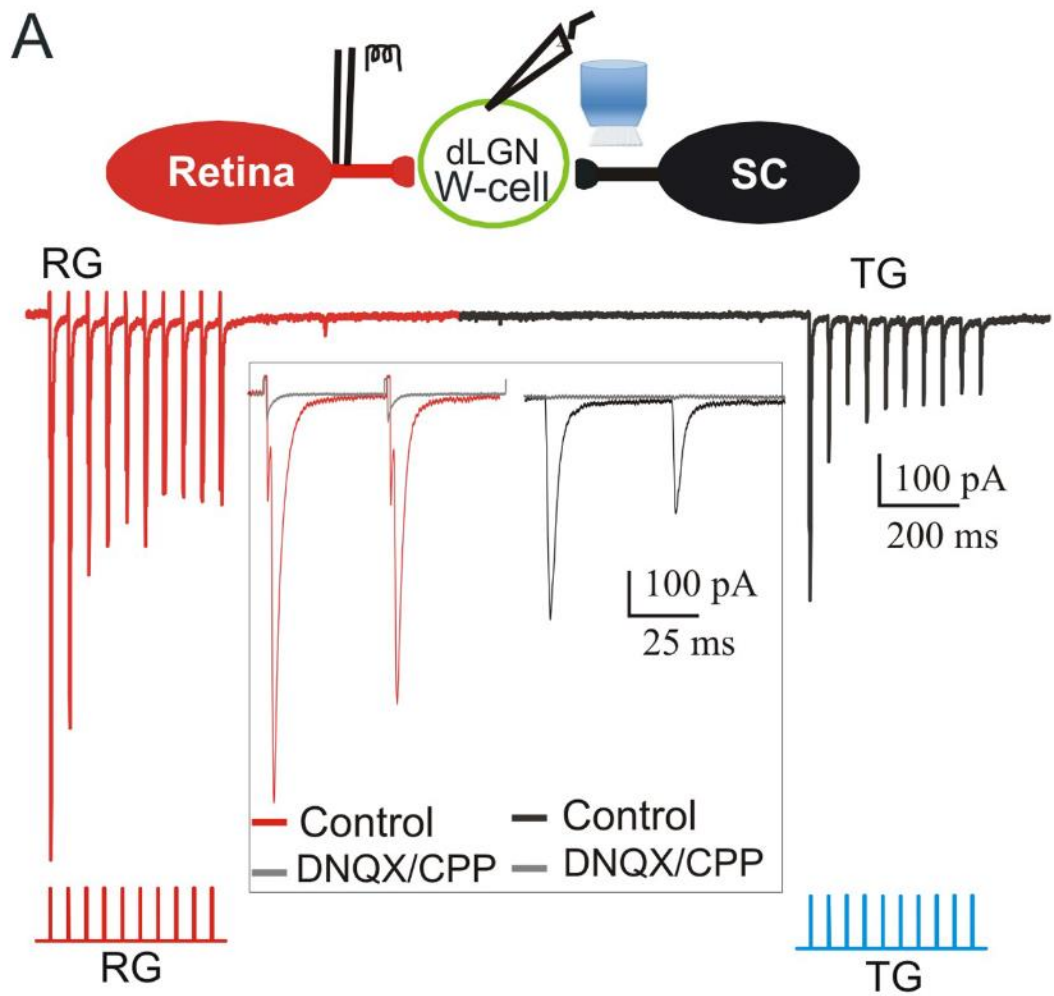 A
Retina
dLGN
W-cell
SC
RG
TG
100 pA
200 ms
100 pA
25 ms
Control
Control
DNQX/CPP
DNQX/CPP
RG
TG